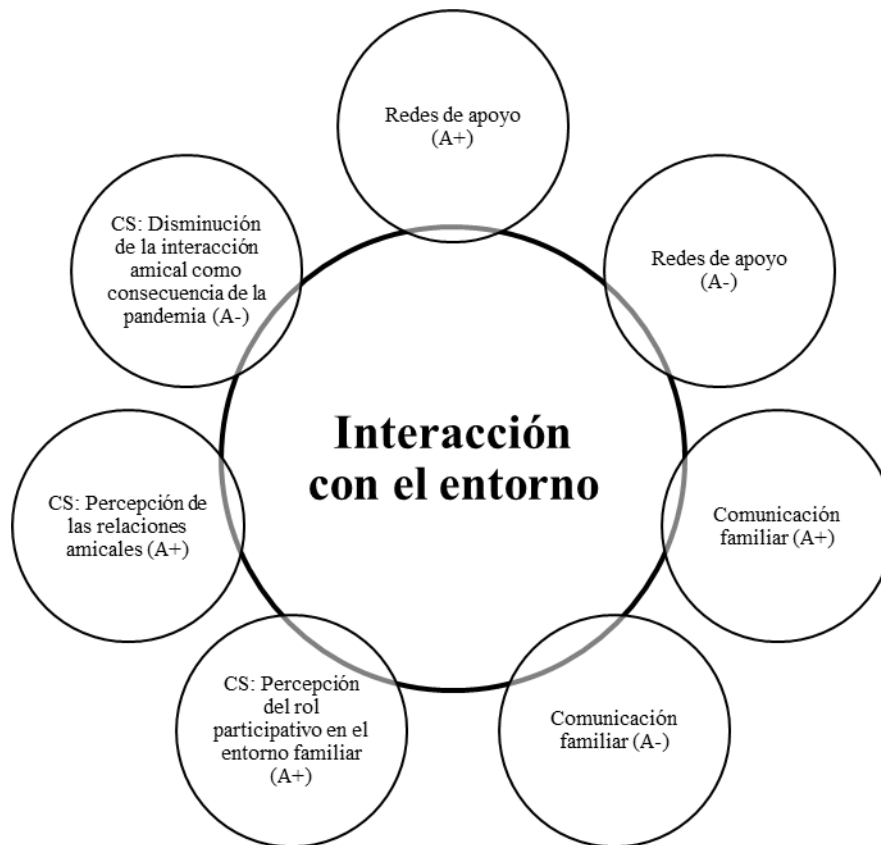 Redes de apoyo
(A+)
Redes de apoyo
(A-)
Comunicación
familiar (A+)
Comunicación
familiar (A-)
CS: Percepción
del rol
participativo en el
entorno familiar
(A+)
CS: Percepción de
las relaciones
amicales (A+)
CS: Disminución
de la interacción
amical como
consecuencia de la
pandemia (A-)
Interacción
con el entorno